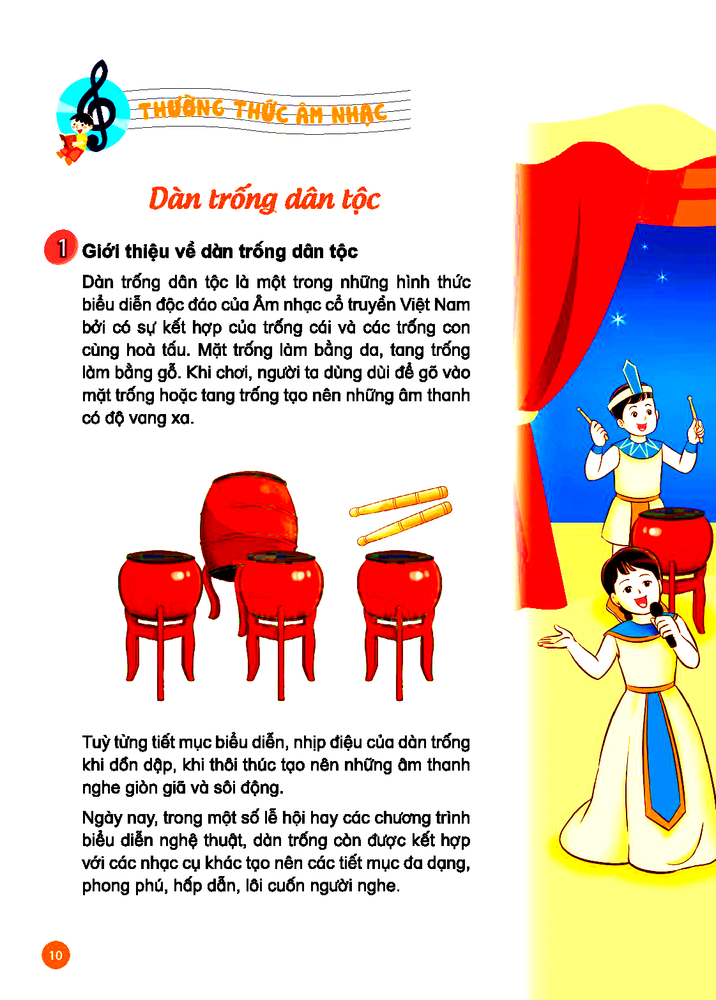 THƯỜNG THỨC ÂM NHẠC
Dàn trống dân tộc
1 Giới thiệu về dàn trống dân tộc
Dàn trống dân tộc là một trong những hình thức
biểu diễn độc đáo của Âm nhạc cổ truyền Việt Nam
bởi có sự kết hợp của trống cái và các trống con
cùng hoà tấu. Mặt trống làm bằng da, tang trống
làm bằng gỗ. Khi chơi, người ta dùng dùi để gõ vào
mặt trống hoặc tang trống tạo nên những âm thanh
có độ vang xa.
Tuỳ từng tiết mục biểu diễn, nhịp điệu của dàn trống
khi dồn dập, khi thôi thúc tạo nên những âm thanh
nghe giòn giã và sôi động.
Ngày nay, trong một số lễ hội hay các chương trình
biểu diễn nghệ thuật, dàn trống còn được kết hợp
với các nhạc cụ khác tạo nên các tiết mục đa dạng,
phong phú, hấp dẫn, lôi cuốn người nghe.
10